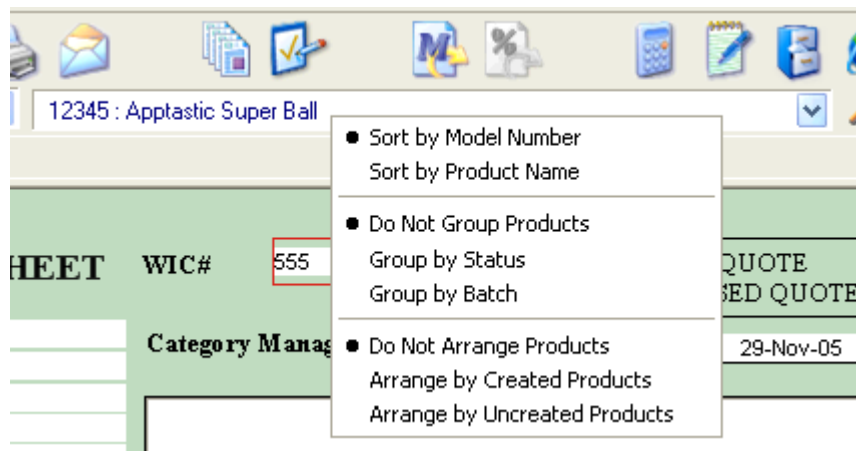 M %
12345 : Apptastic Super Ball
Sort by Model Number
Sort by Product Name
Do Not Group Products
HEET WIC# 555 QUOTE
Group by Status
SED QUOTE
Group by Batch
Category Manag
Do Not Arrange Products
29-Nov-05
Arrange by Created Products
Arrange by Uncreated Products